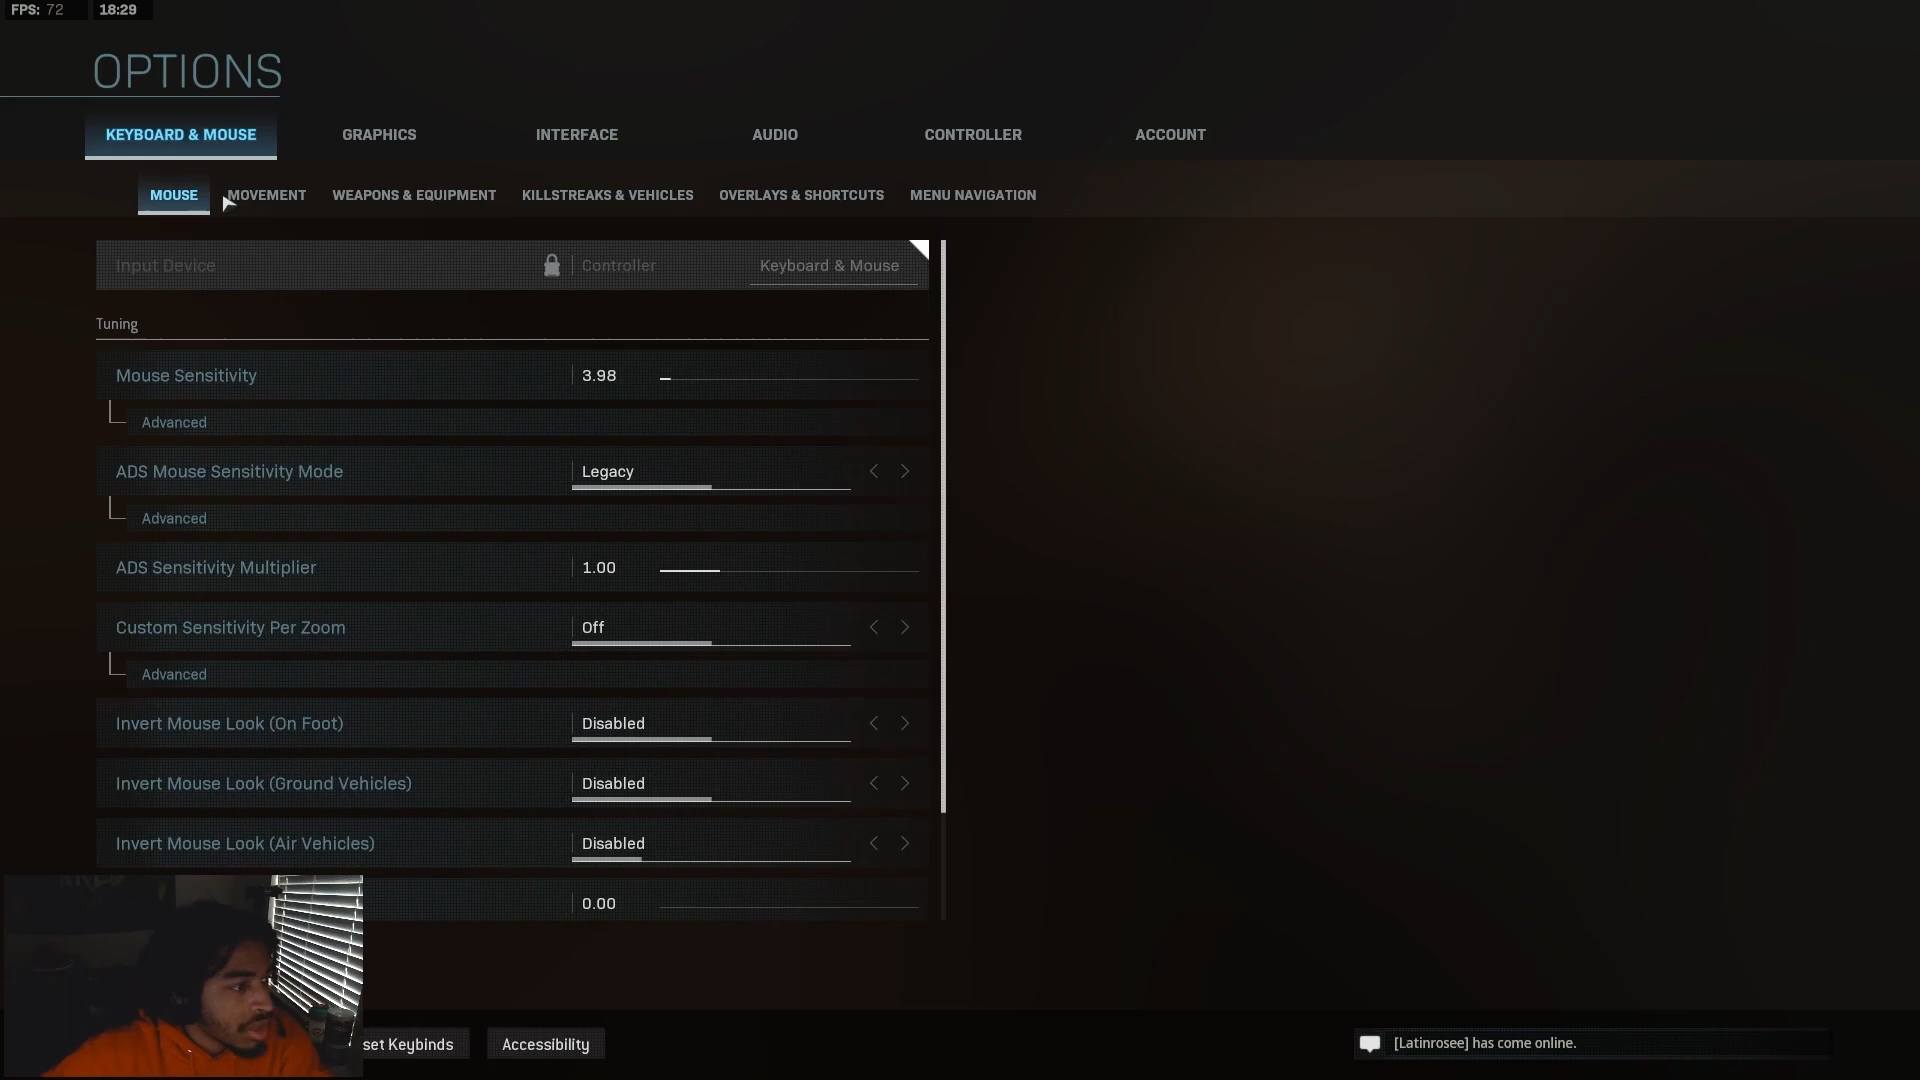 FPS: 72 18:29
OPTIONS
KEYBOARD & MOUSE GRAPHICS INTERFACE AUDIO CONTROLLER ACCOUNT
MOUSE MOVEMENT WEAPONS & EQUIPMENT KILLSTREAKS & VEHICLES OVERLAYS & SHORTCUTS MENU NAVIGATION
Input Device Controller Keyboard & Mouse
Tuning
Mouse Sensitivity 3.98
Advanced
ADS Mouse Sensitivity Mode Legacy
Advanced
ADS Sensitivity Multiplier 1.00
Custom Sensitivity Per Zoom Off
Advanced
Invert Mouse Look (On Foot) Disabled
Invert Mouse Look (Ground Vehicles) Disabled
Invert Mouse Look (Air Vehicles) Disabled
0.00
set Keybinds Accessibility [Latinrosee] has come online.